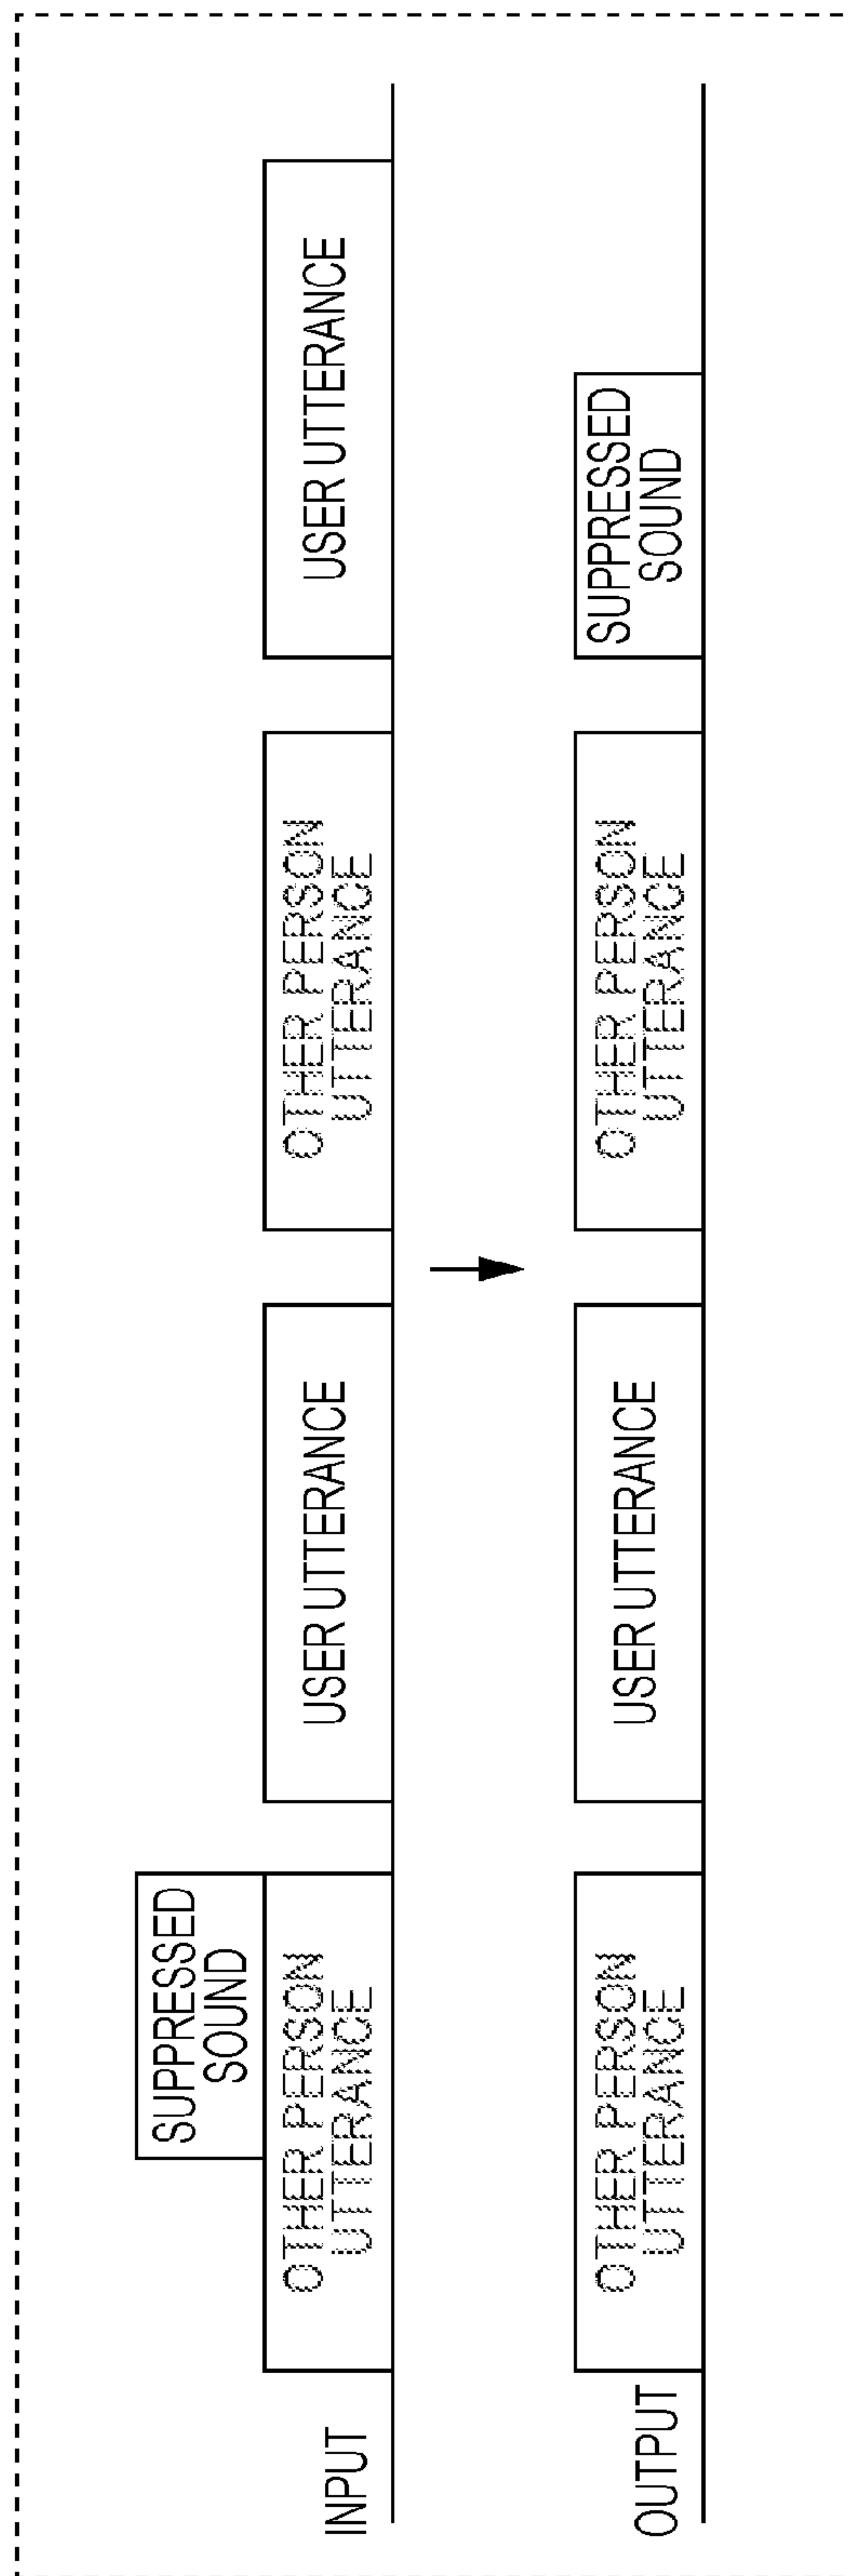 SUPPRESSED
SOUND
INPUT
OTHER PERSON
UTTERANCE
USER UTTERANCE
OTHER PERSON
UTTERANCE
USER UTTERANCE
OUTPUT
OTHER PERSON
UTTERANCE
USER UTTERANCE
OTHER PERSON
UTTERANCE
SUPPRESSED
SOUND